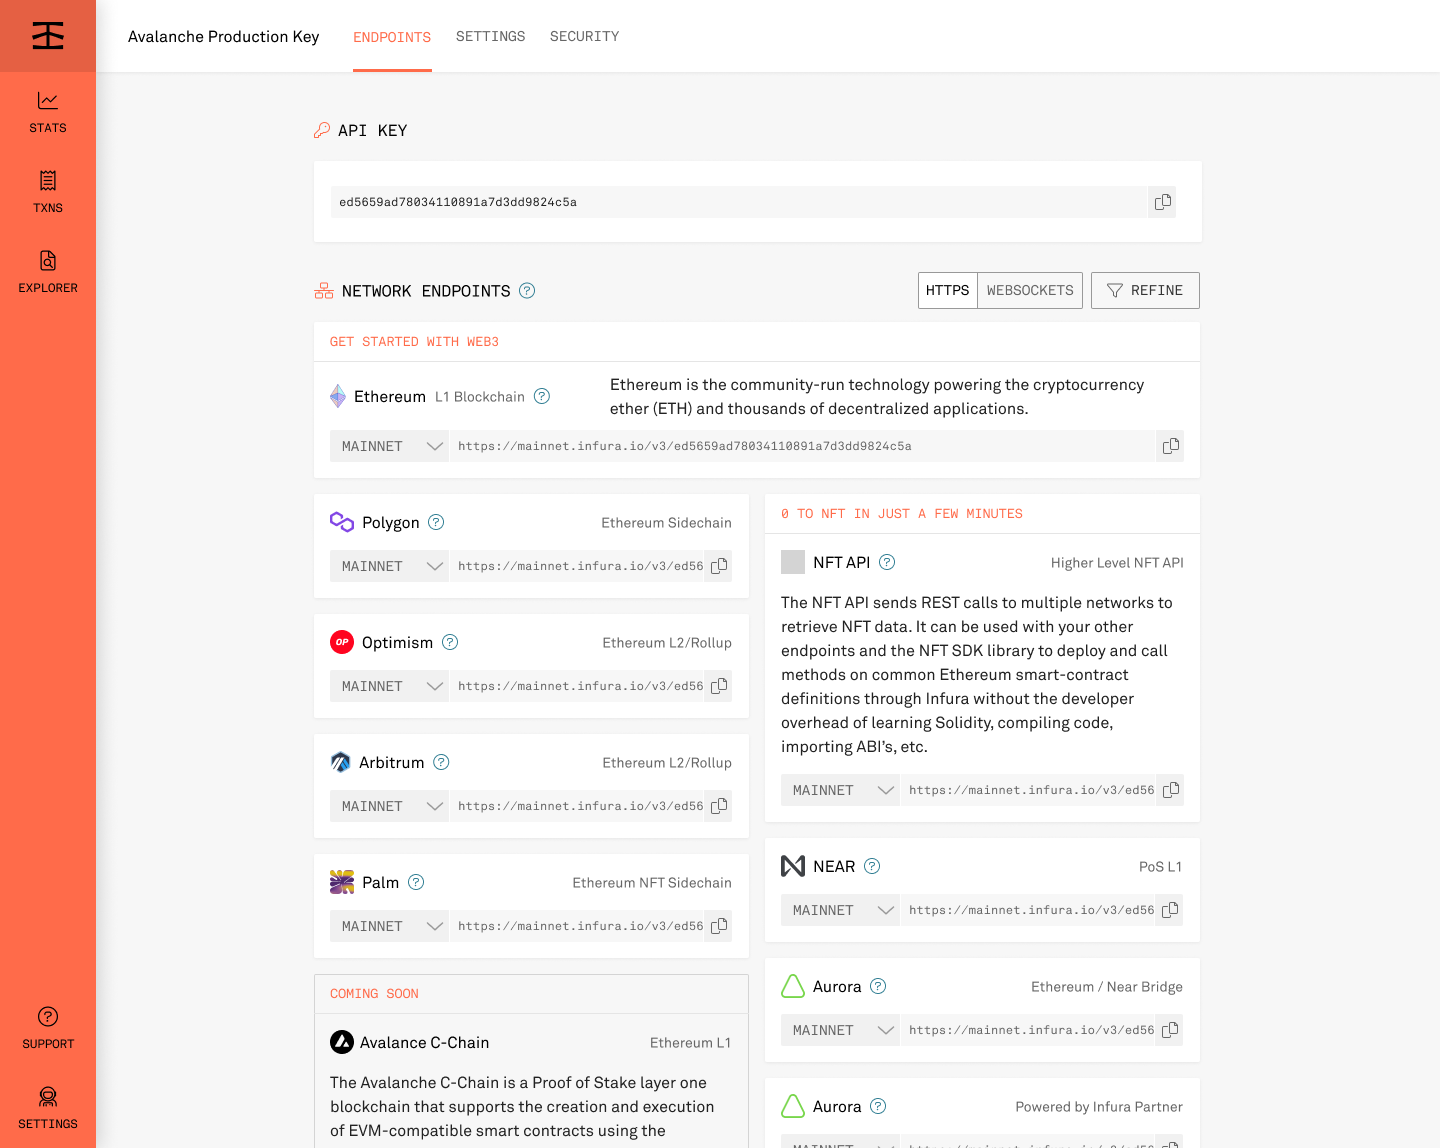 Avalanche Production Key
ENDPOINTS
SETTINGS
SECURITY
STATS
TXNS
EXPLORER
SUPPORT
SETTINGS
API KEY
ed5659ad78034110891a7d3dd9824c5a
NETWORK ENDPOINTS
HTTPS
WEBSOCKETS
REFINE
GET STARTED WITH WEB3
Ethereum L1 Blockchain
Ethereum is the community-run technology powering the cryptocurrency
ether (ETH) and thousands of decentralized applications.
MAINNET
https://mainnet.infura.io/v3/ed5659ad78034110891a7d3dd9824c5a
Polygon
Ethereum Sidechain
MAINNET
https://mainnet.infura.io/v3/ed56
OP
Optimism
Ethereum L2/Rollup
MAINNET
https://mainnet.infura.io/v3/ed56
Arbitrum
Ethereum L2/Rollup
MAINNET
https://mainnet.infura.io/v3/ed56
Palm
Ethereum NFT Sidechain
MAINNET
https://mainnet.infura.io/v3/ed56
COMING SOON
Avalance C-Chain
Ethereum L1
The Avalanche C-Chain is a Proof of Stake layer one
blockchain that supports the creation and execution
of EVM-compatible smart contracts using the
0 TO NFT IN JUST A FEW MINUTES
NFT API
Higher Level NFT API
The NFT API sends REST calls to multiple networks to
retrieve NFT data. It can be used with your other
endpoints and the NFT SDK library to deploy and call
methods on common Ethereum smart-contract
definitions through Infura without the developer
overhead of learning Solidity, compiling code,
importing ABI's, etc.
MAINNET
https://mainnet.infura.io/v3/ed56
NEAR
PoS L1
MAINNET
https://mainnet.infura.io/v3/ed56
Aurora
Ethereum / Near Bridge
MAINNET
https://mainnet.infura.io/v3/ed56
Aurora
Powered by Infura Partner